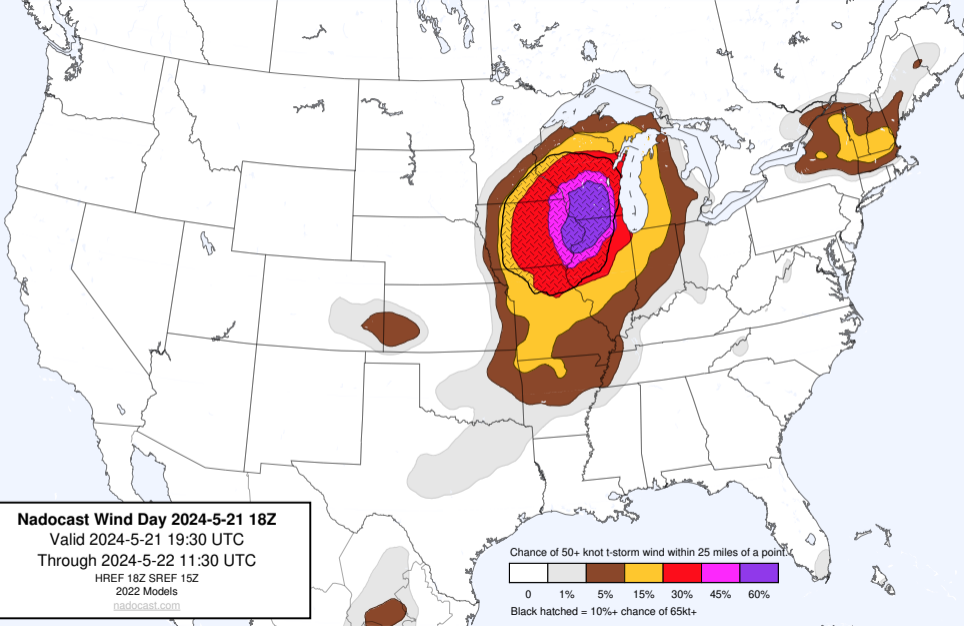 Nadocast Wind Day 2024-5-21 18Z
Valid 2024-5-21 19:30 UTC
Through 2024-5-22 11:30 UTC
HREF 18Z SREF 15Z
2022 Models
nadocast.com
Chance of 50+ knot t-storm wind within 25 miles of a point.
0 1% 5% 15% 30% 45% 60%
Black hatched = 10%+ chance of 65kt+